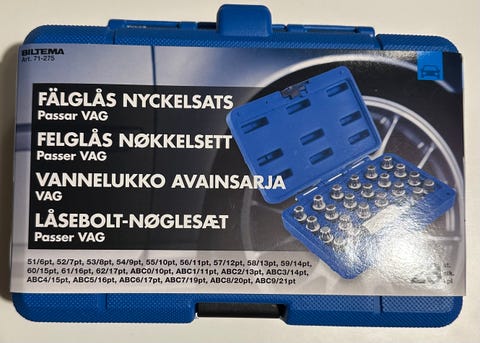 BILTEMA
Art. 71-275
FÄLGLÅS NYCKELSATS
Passar VAG
FELGLÅS NØKKELSETT
Passer VAG
VANNELUKKO AVAINSARJA
VAG
LÅSEBOLT-NØGLESÆT
Passer VAG
51/6pt, 52/7pt, 53/8pt, 54/9pt, 55/10pt, 56/11pt, 57/12pt, 58/13pt, 59/14pt,
60/15pt, 61/16pt, 62/17pt, ABC0/10pt, ABC1/11pt, ABC2/13pt, ABC3/14pt,
ABC4/15pt, ABC5/16pt, ABC6/17pt, ABC7/19pt, ABC8/20pt, ABC9/21pt